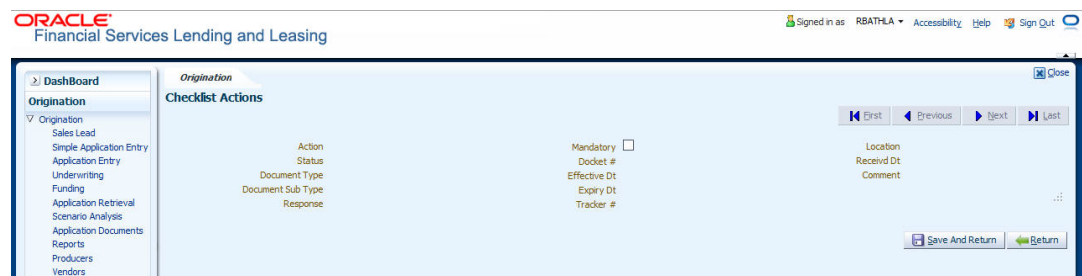 ORACLE
Financial Services Lending and Leasing
Signed in as RBATHLA Accessibility Help Sign Out
DashBoard
Origination
Origination
Sales Lead
Simple Application Entry
Application Entry
Underwriting
Funding
Application Retrieval
Scenario Analysis
Application Documents
Reports
Producers
Vendors
Origination
Close
Checklist Actions
First Previous Next Last
Action Mandatory Location
Status Docket # Receivd Dt
Document Type Effective Dt Comment
Document Sub Type Expiry Dt
Response Tracker #
Save And Return Return